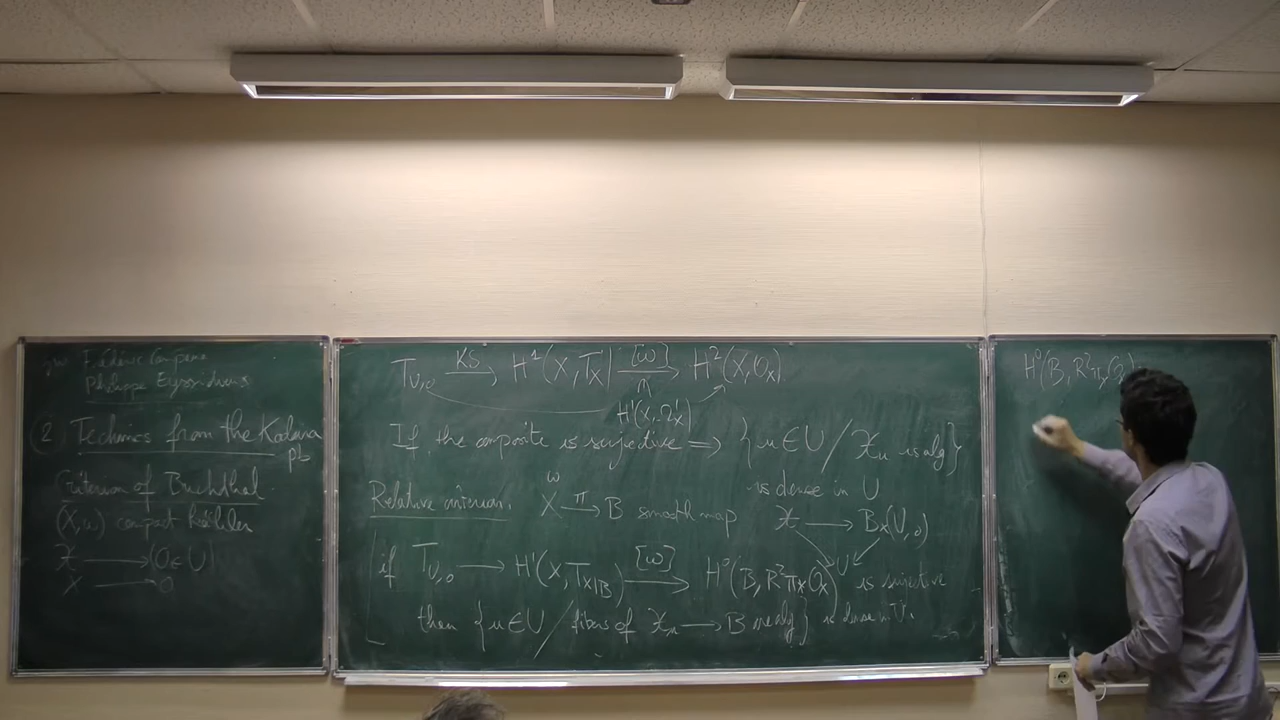 jw Frédéric Campana
Philippe Eyssidieux
② Technics from the Kodaira
pb
Criterion of Buchdahl
(X, ω) compact Kähler
𝒳 ⟶ (0 ∈ U)
X ⟶ 0
T_{U,0} —KS→ H¹(X, T_X) —[ω]→ H²(X, O_X)
H¹(X, Ω¹_X)
If the composite is surjective ⟹ {u ∈ U / 𝒳_u is alg}
is dense in U
Relative criterion. X —π→ B smooth map 𝒳 ⟶ B×(U,0)
ω
U
if T_{U,0} ⟶ H¹(X, T_{X|B}) —[ω]→ H⁰(B, R²π_*O_X) is surjective
then {u ∈ U / fibers of 𝒳_u ⟶ B are alg} is dense in U.
H⁰(B, R²π_*O